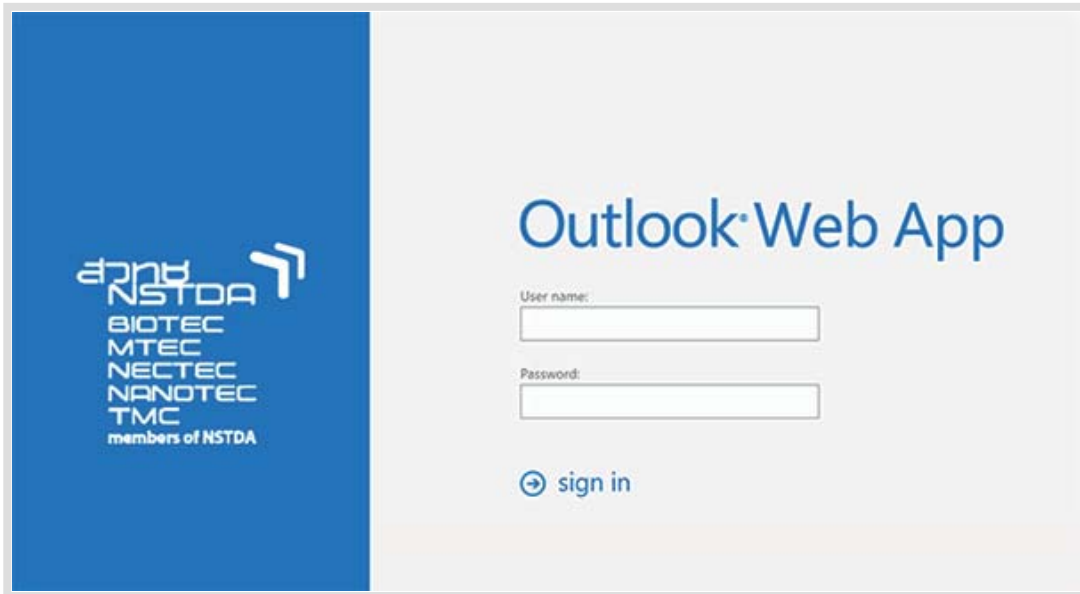 สวทช
NSTDA
BIOTEC
MTEC
NECTEC
NANOTEC
TMC
members of NSTDA
Outlook® Web App
User name:
Password:
sign in